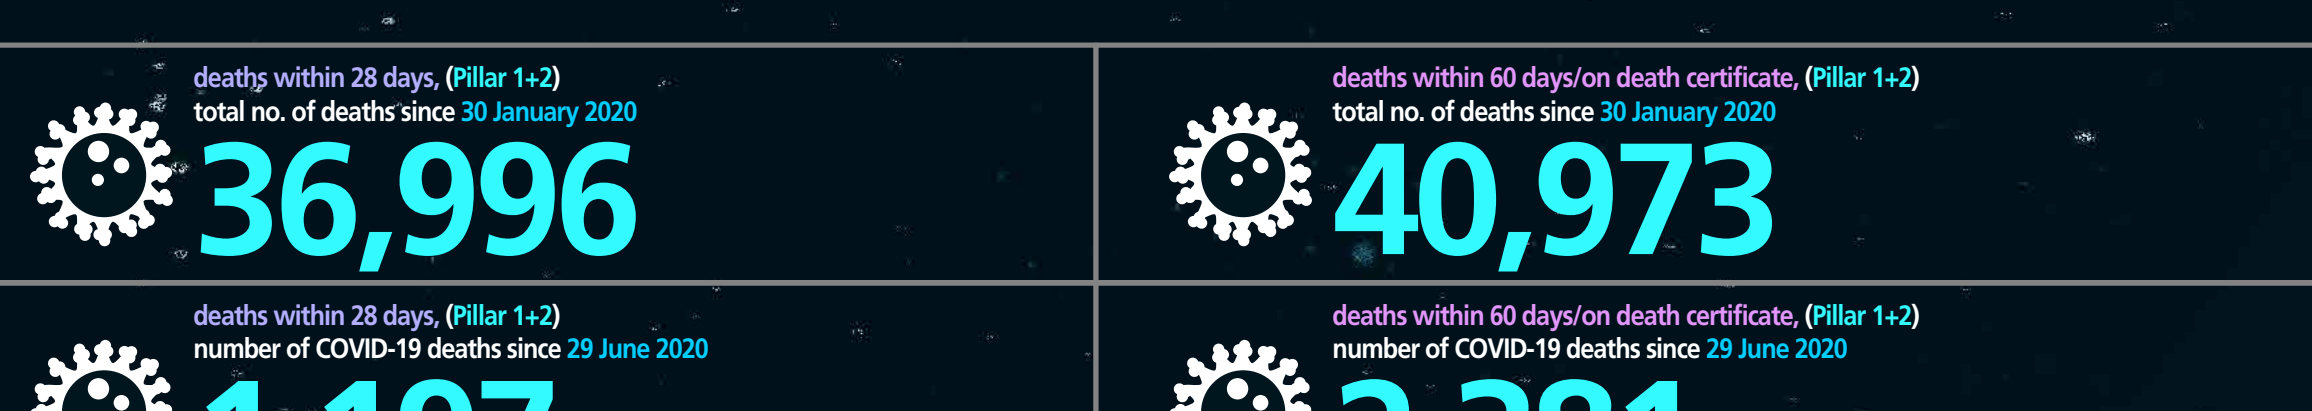 deaths within 28 days, (Pillar 1+2)
total no. of deaths since 30 January 2020
36,996
deaths within 60 days/on death certificate, (Pillar 1+2)
total no. of deaths since 30 January 2020
40,973
deaths within 28 days, (Pillar 1+2)
number of COVID-19 deaths since 29 June 2020
deaths within 60 days/on death certificate, (Pillar 1+2)
number of COVID-19 deaths since 29 June 2020